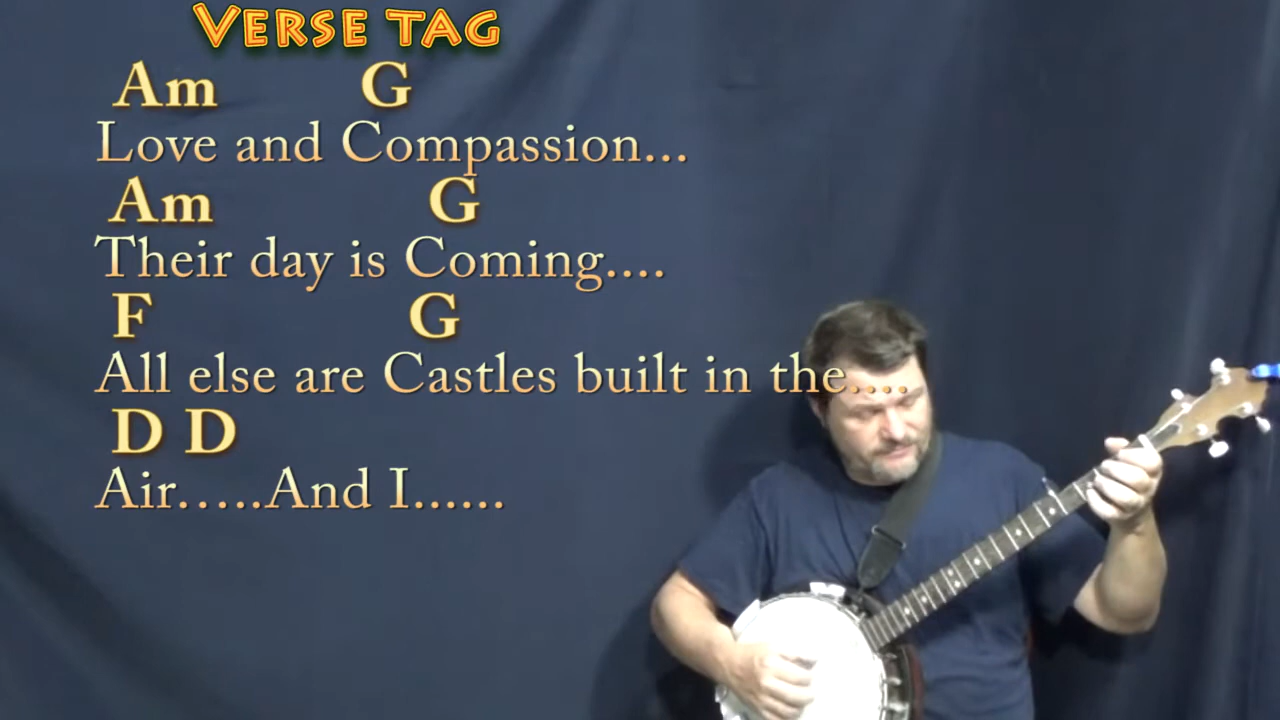 VERSE TAG
Am G
Love and Compassion...
Am G
Their day is Coming....
F G
All else are Castles built in the....
D D
Air.....And I......